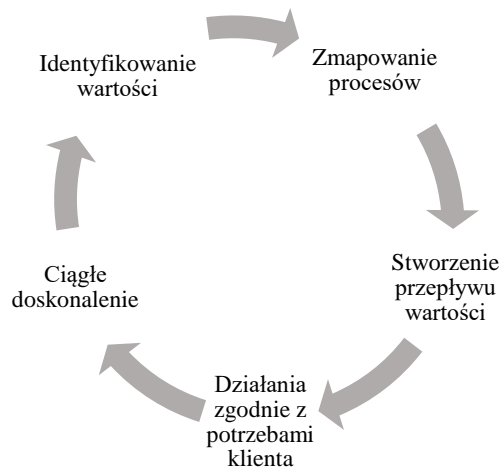 Identyfikowanie
wartości
Zmapowanie
procesów
Stworzenie
przepływu
wartości
Działania
zgodnie z
potrzebami
klienta
Ciągłe
doskonalenie